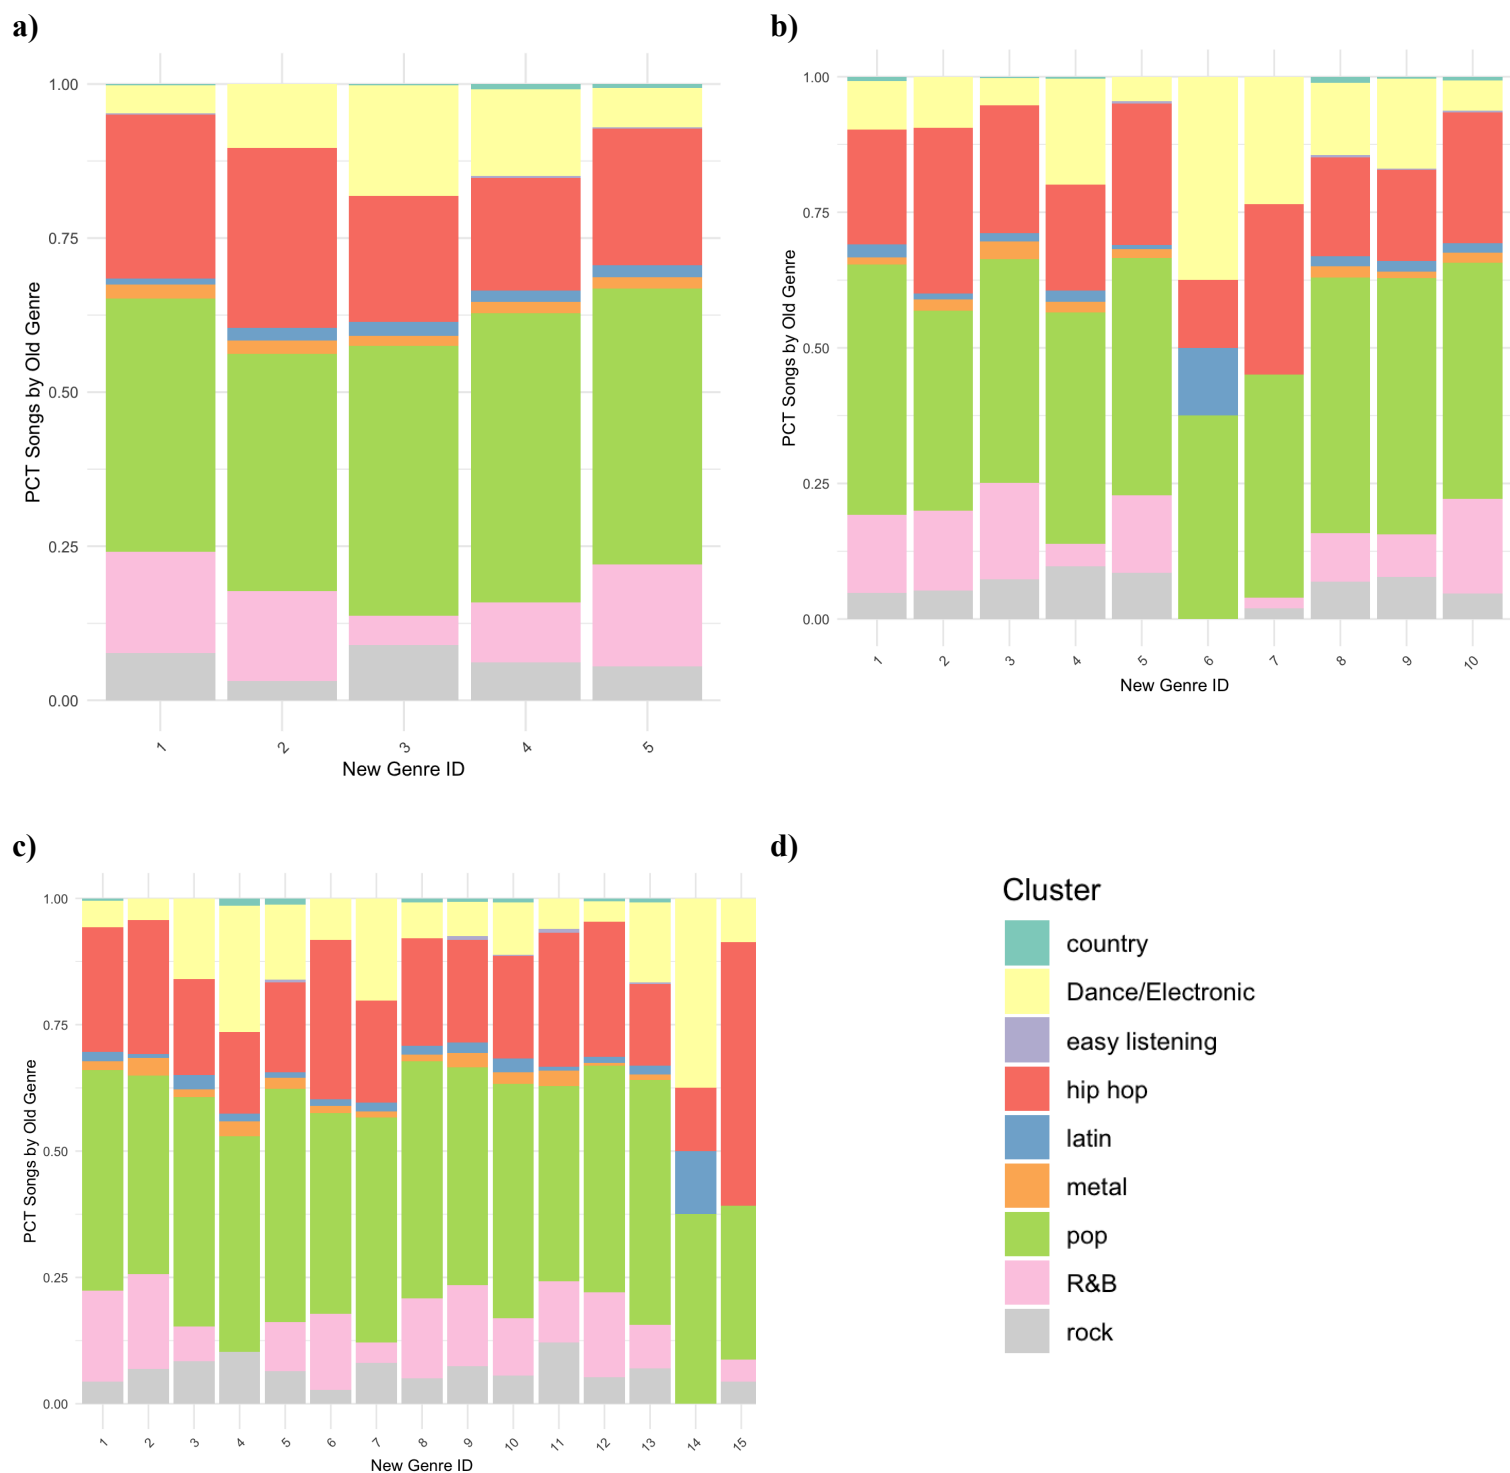 a)
1.00
0.75
0.50
0.25
0.00
PCT Songs by Old Genre
1 2 3 4 5
New Genre ID
b)
1.00
0.75
0.50
0.25
0.00
PCT Songs by Old Genre
1 2 3 4 5 6 7 8 9 10
New Genre ID
c)
1.00
0.75
0.50
0.25
0.00
PCT Songs by Old Genre
1 2 3 4 5 6 7 8 9 10 11 12 13 14 15
New Genre ID
d)
Cluster
country
Dance/Electronic
easy listening
hip hop
latin
metal
pop
R&B
rock